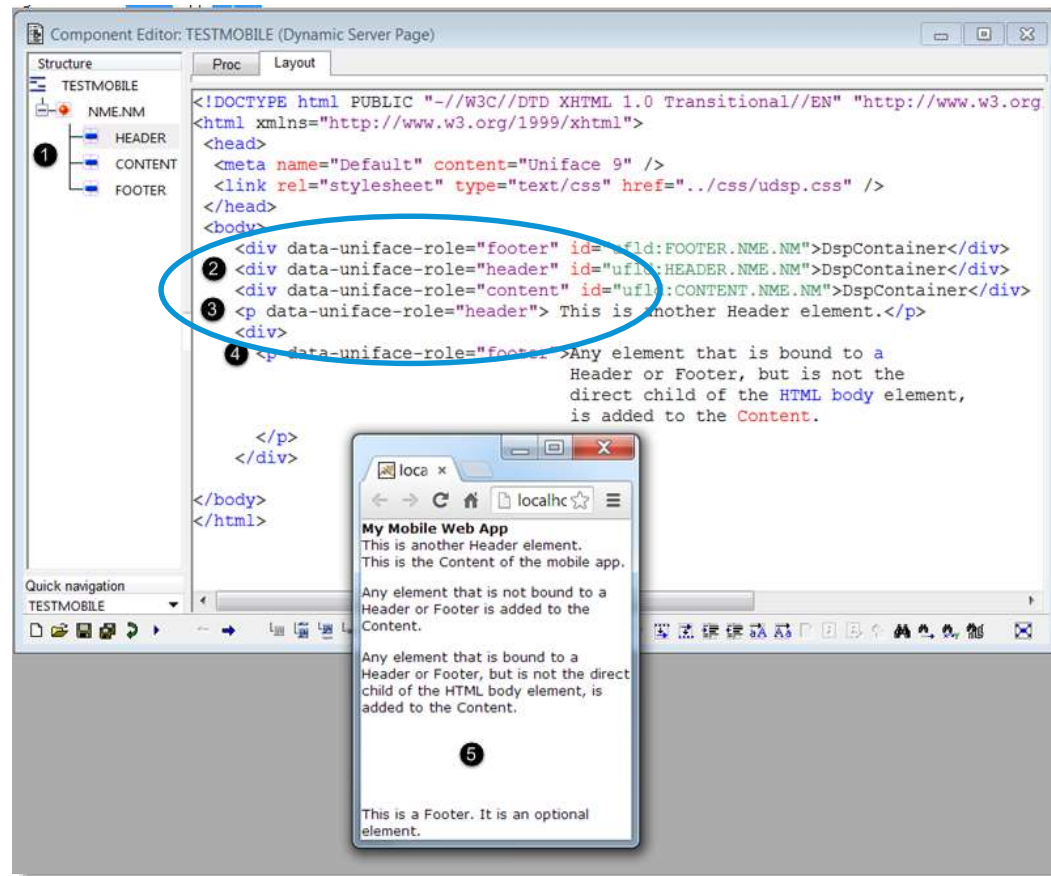 Component Editor: TESTMOBILE (Dynamic Server Page)
Structure
TESTMOBILE
NME.NM
HEADER
CONTENT
FOOTER
1
Proc Layout
<!DOCTYPE html PUBLIC "-//W3C//DTD XHTML 1.0 Transitional//EN" "http://www.w3.org
<html xmlns="http://www.w3.org/1999/xhtml">
<head>
<meta name="Default" content="Uniface 9" />
<link rel="stylesheet" type="text/css" href="../css/udsp.css" />
</head>
<body>
<div data-uniface-role="footer" id="ufld:FOOTER.NME.NM">DspContainer</div>
2 <div data-uniface-role="header" id="ufld:HEADER.NME.NM">DspContainer</div>
<div data-uniface-role="content" id="ufld:CONTENT.NME.NM">DspContainer</div>
3 <p data-uniface-role="header"> This is another Header element.</p>
<div>
4 <p data-uniface-role="footer">Any element that is bound to a
Header or Footer, but is not the
direct child of the HTML body element,
is added to the Content.
</p>
</div>
</body>
</html>
Quick navigation
TESTMOBILE
loca ×
localhc
My Mobile Web App
This is another Header element.
This is the Content of the mobile app.
Any element that is not bound to a
Header or Footer is added to the
Content.
Any element that is bound to a
Header or Footer, but is not the direct
child of the HTML body element, is
added to the Content.
5
This is a Footer. It is an optional
element.